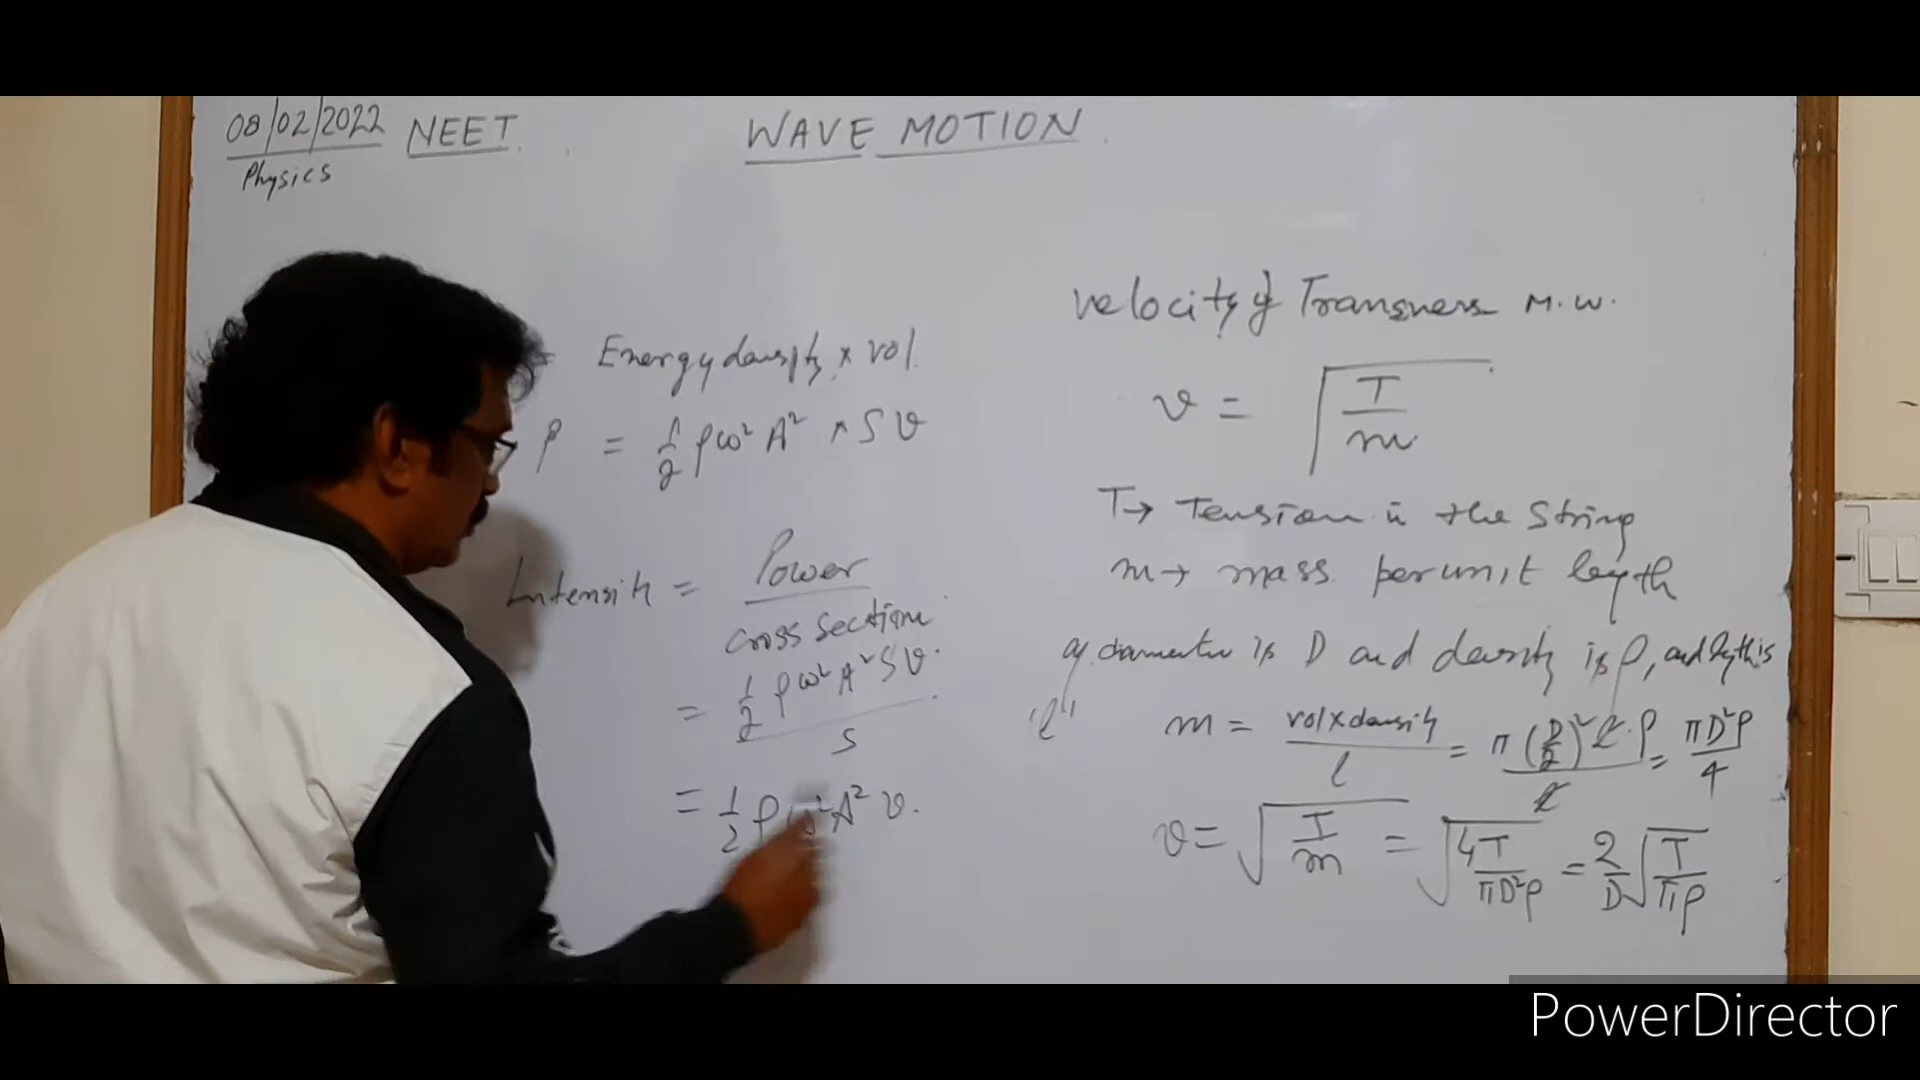 08/02/2022 NEET
Physics
WAVE MOTION
= Energy density × vol.
P = 1/2 ρω² A² × S v
Intensity = Power / cross section
= 1/2 ρω² A² S v / S
= 1/2 ρω² A² v.
velocity of Transvers M.W.
v = √(T/m)
T → Tension in the String
m → mass per unit length
If diameter is D and density is ρ, and length is
"l"
m = vol × density / l = π (D/2)² l · ρ / l = πD²ρ / 4
v = √(T/m) = √(4T/πD²ρ) = 2/D √(T/πρ)
PowerDirector